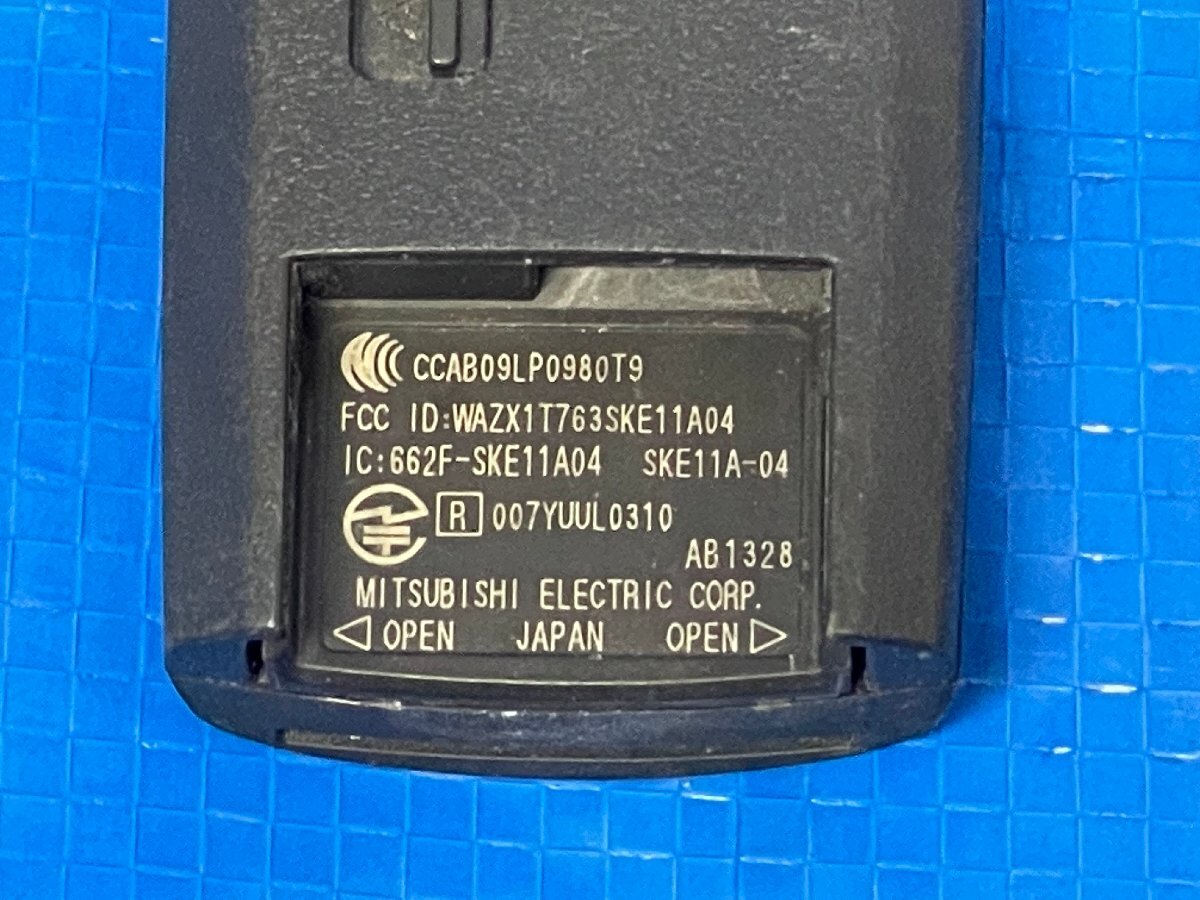 CCAB09LP0980T9
FCC ID:WAZX1T763SKE11A04
IC:662F-SKE11A04 SKE11A-04
R 007YUUL0310
AB1328
MITSUBISHI ELECTRIC CORP.
◁ OPEN JAPAN OPEN ▷